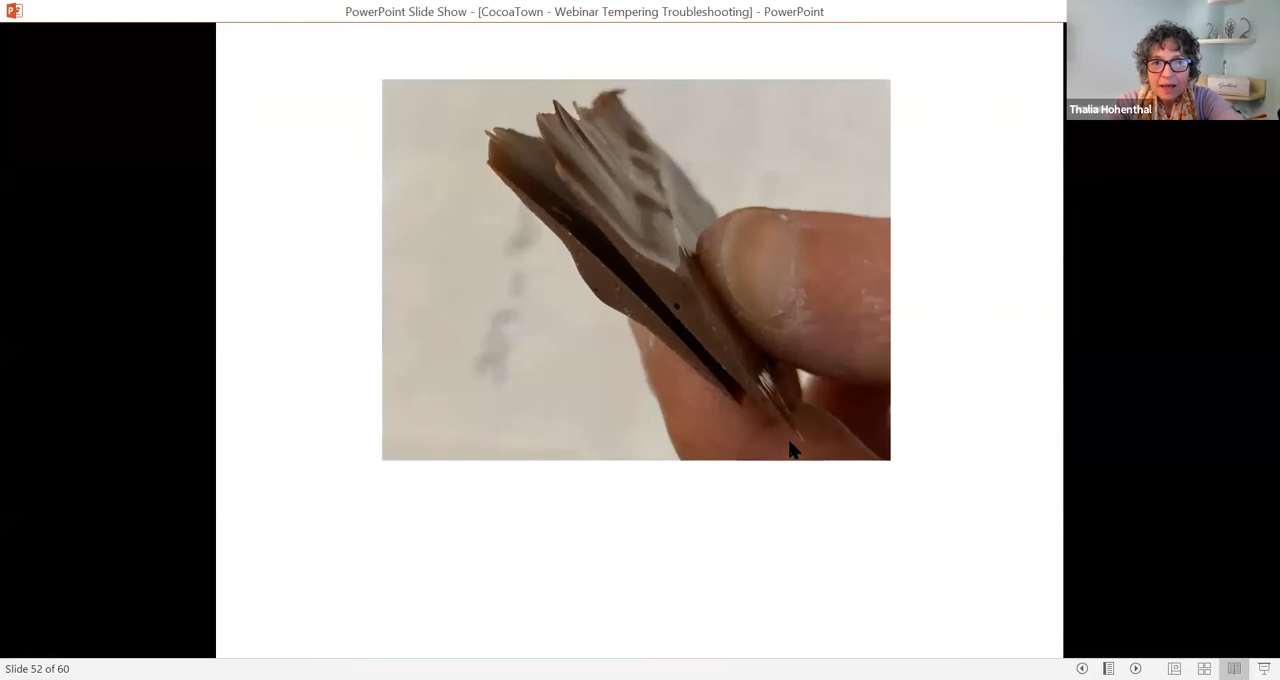 PowerPoint Slide Show - [CocoaTown - Webinar Tempering Troubleshooting] - PowerPoint
Thalia Hohenthal
Slide 52 of 60